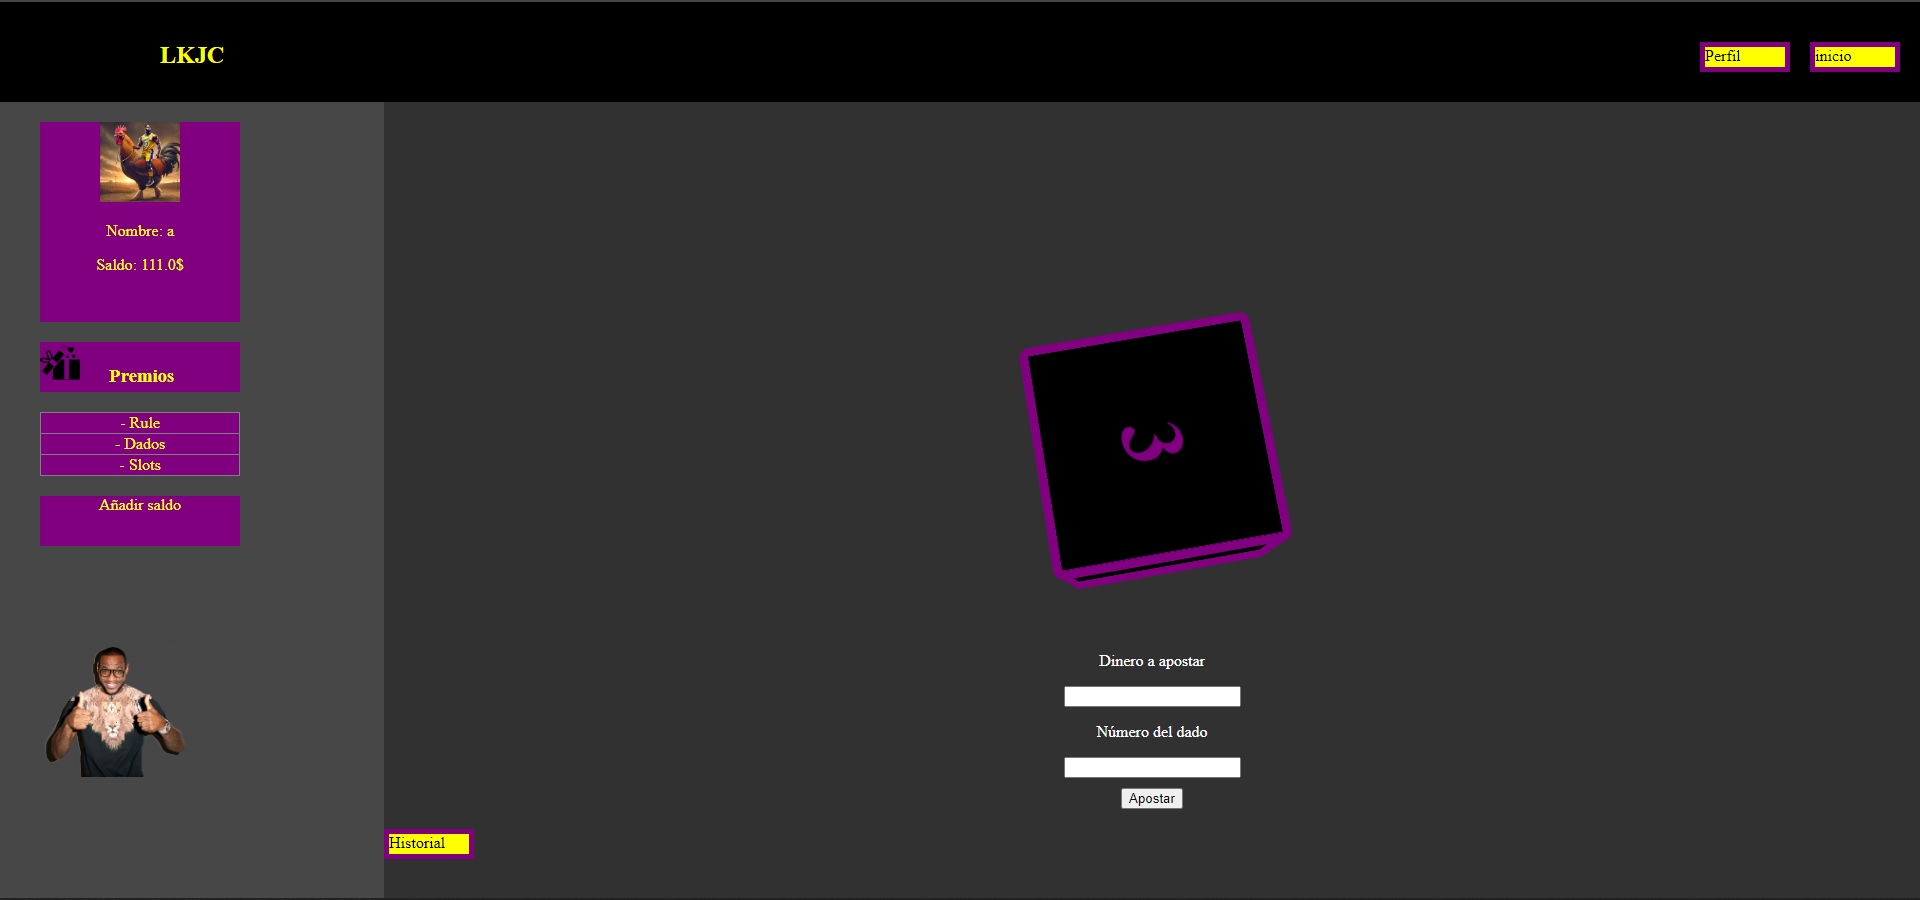 LKJC
Perfil
inicio
Nombre: a
Saldo: 111.0$
Premios
- Rule
- Dados
- Slots
Añadir saldo
3
Dinero a apostar
Número del dado
Apostar
Historial